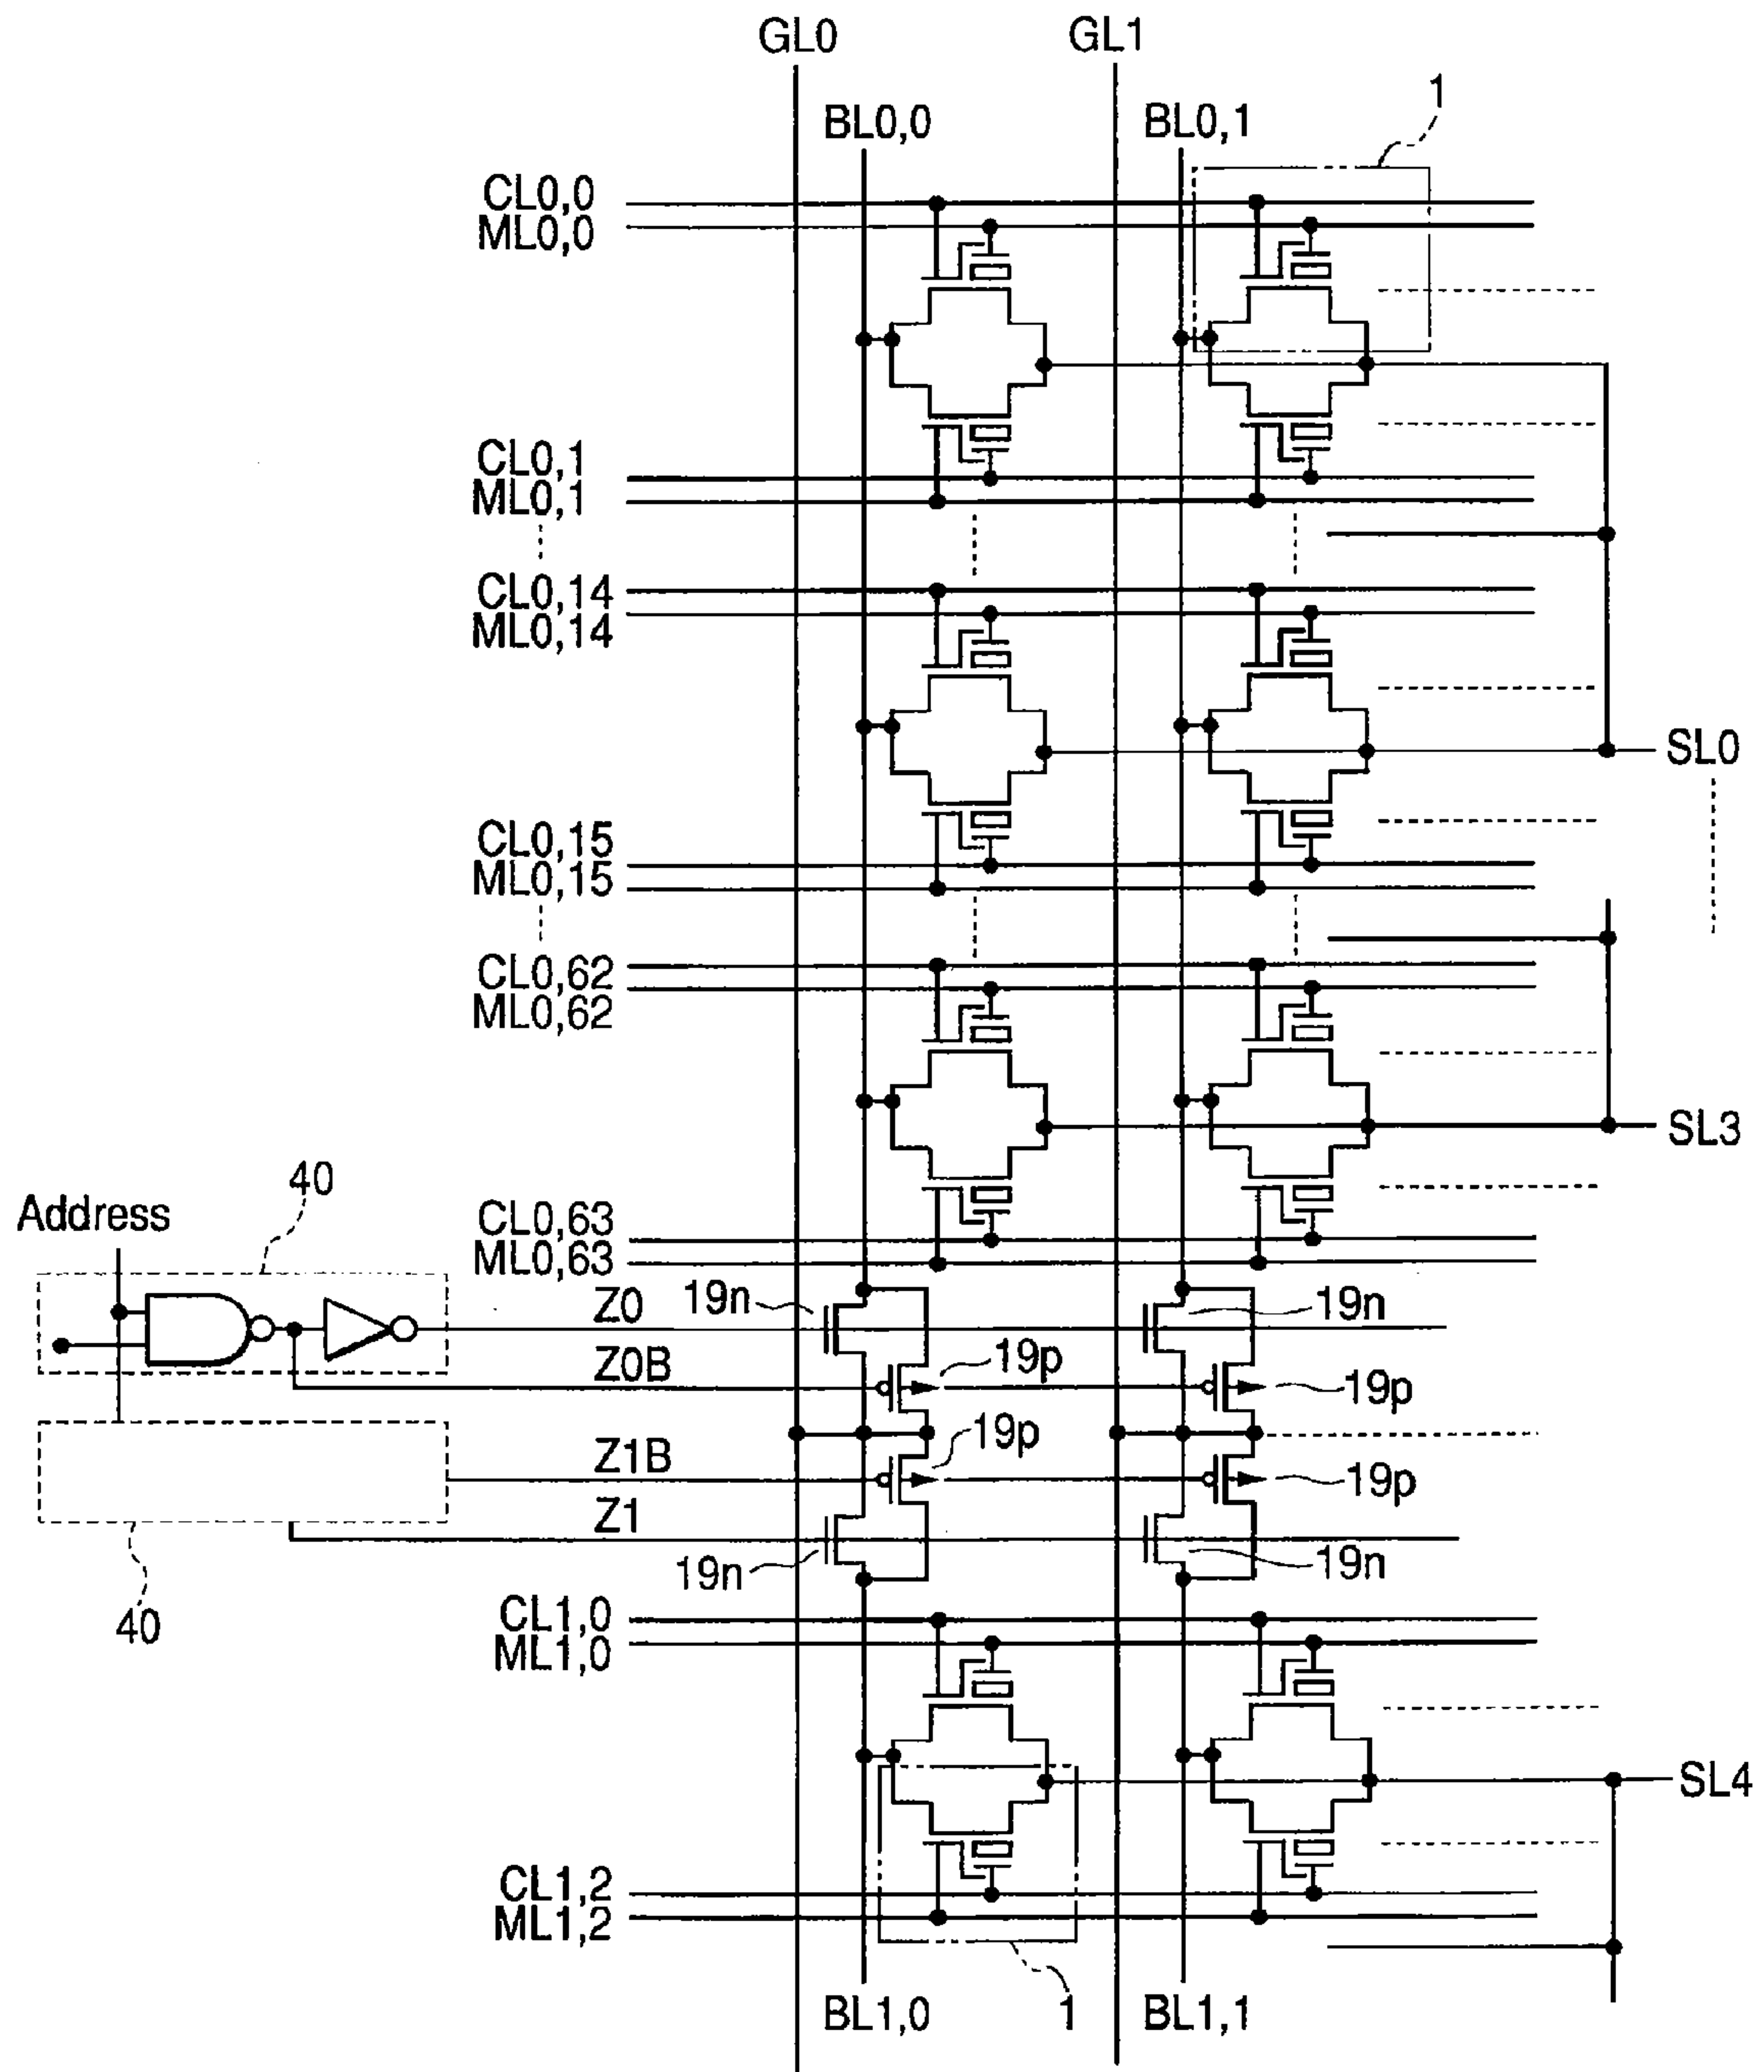 GL0
GL1
BL0,0
BL0,1
1
CL0,0
ML0,0
CL0,1
ML0,1
CL0,14
ML0,14
SL0
CL0,15
ML0,15
CL0,62
ML0,62
SL3
40
Address
CL0,63
ML0,63
19n
Z0
19n
Z0B
19p
19p
19p
Z1B
19p
Z1
19n
19n
40
CL1,0
ML1,0
SL4
CL1,2
ML1,2
BL1,0
1
BL1,1